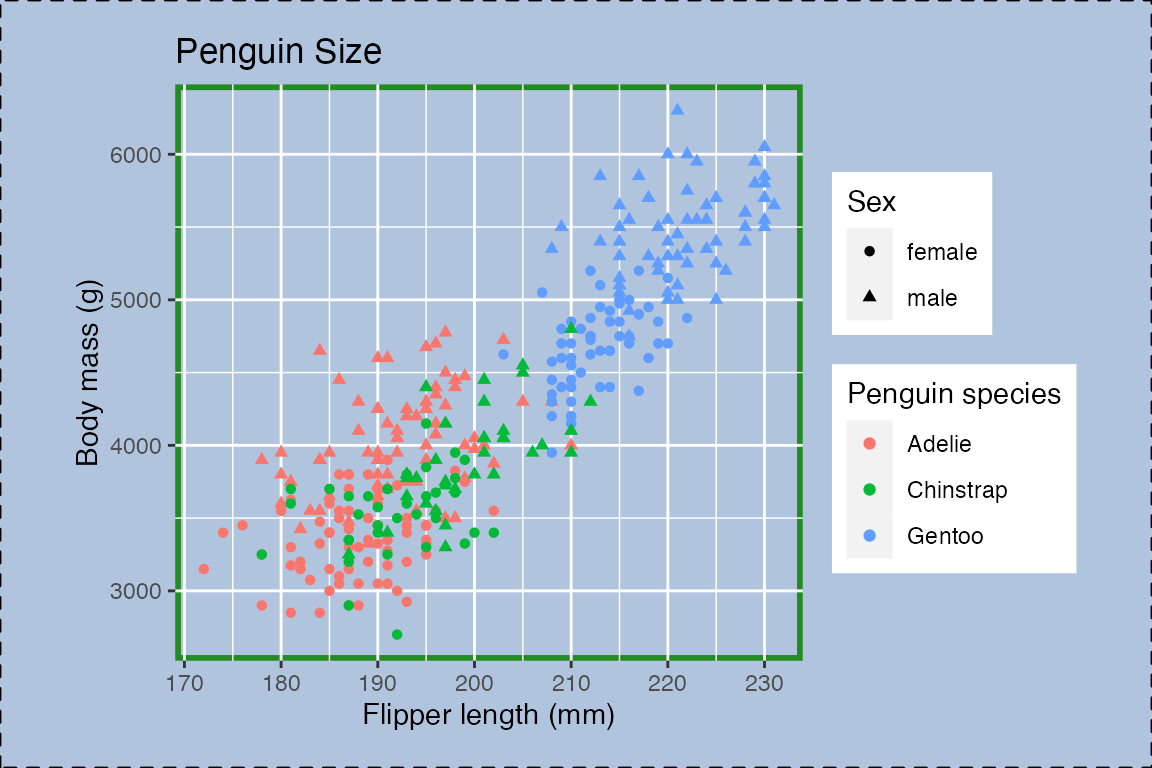 Penguin Size
6000
5000
4000
3000
Body mass (g)
170 180 190 200 210 220 230
Flipper length (mm)
Sex
female
male
Penguin species
Adelie
Chinstrap
Gentoo